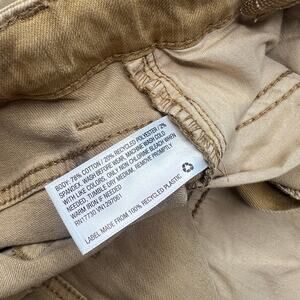 BODY: 78% COTTON / 20% RECYCLED POLYESTER / 2%
SPANDEX. WASH BEFORE WEAR, MACHINE WASH COLD
WITH LIKE COLORS. ONLY NON CHLORINE BLEACH WHEN
NEEDED. TUMBLE DRY MEDIUM. REMOVE PROMPTLY.
WARM IRON IF NEEDED
RN17730 VN1297061
LABEL MADE FROM 100% RECYCLED PLASTIC